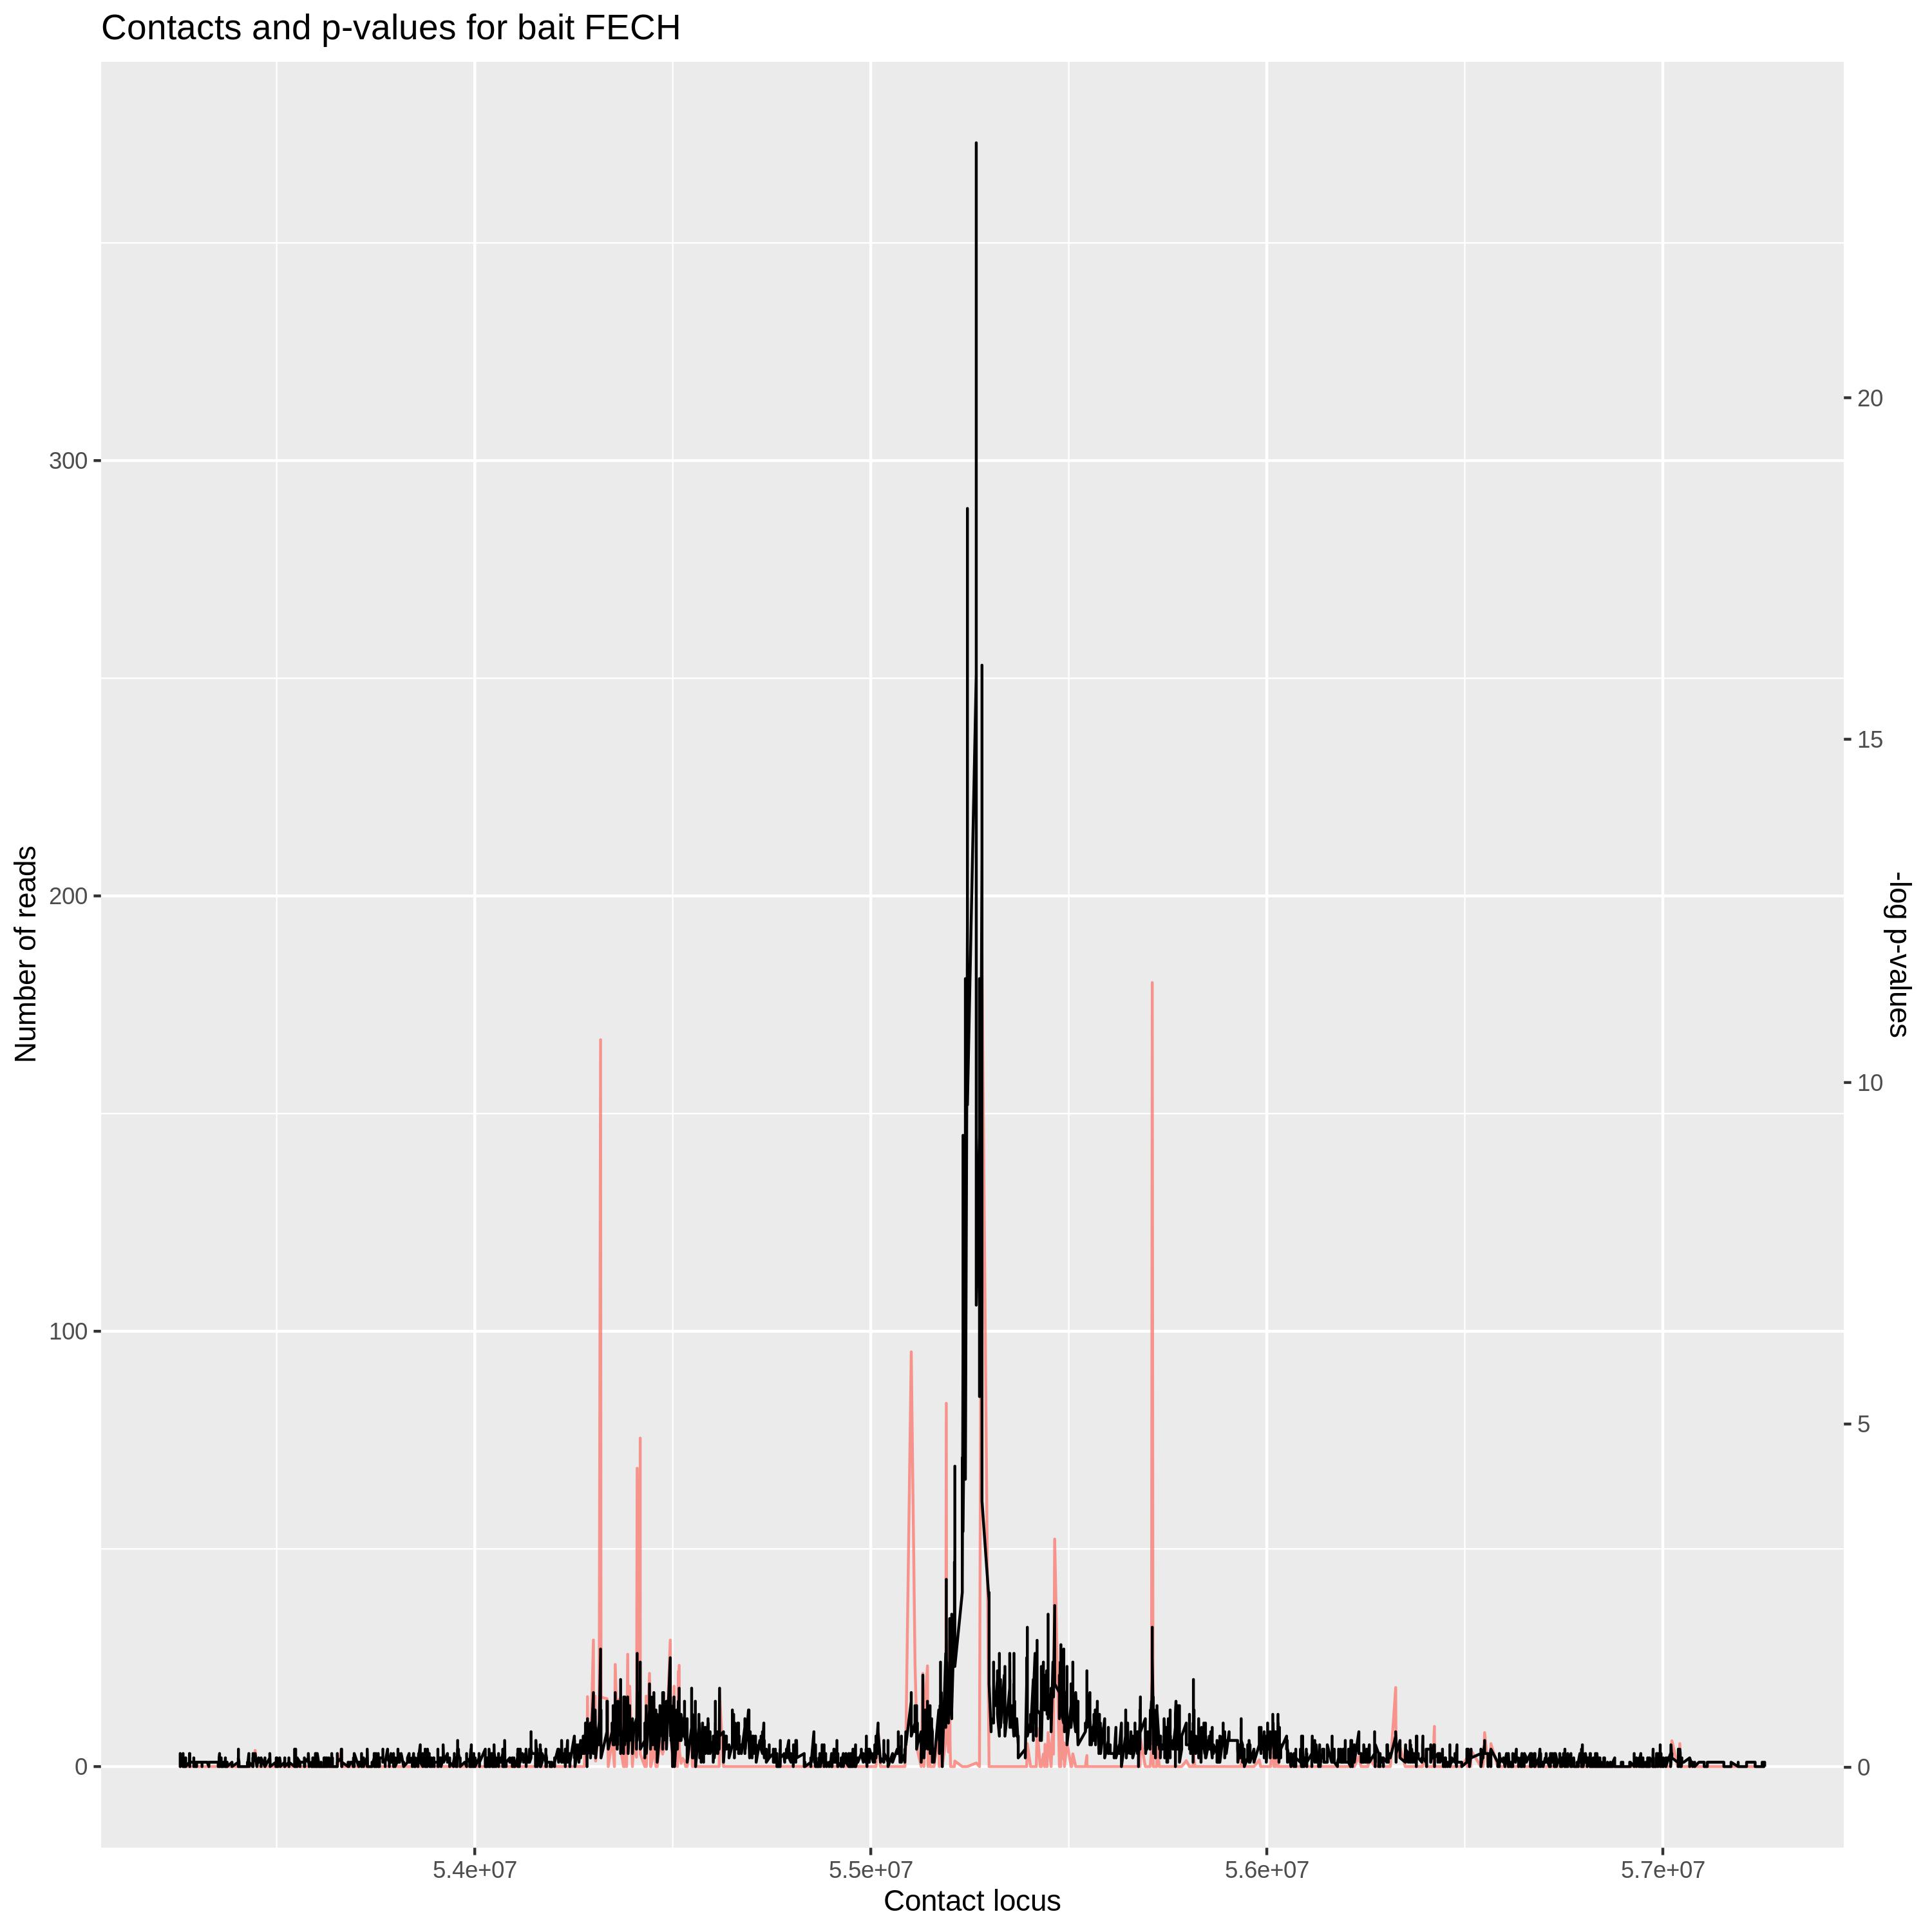 Contacts and p-values for bait FECH
Number of reads
300
200
100
0
20
15
10
5
0
-log p-values
5.4e+07
5.5e+07
5.6e+07
5.7e+07
Contact locus